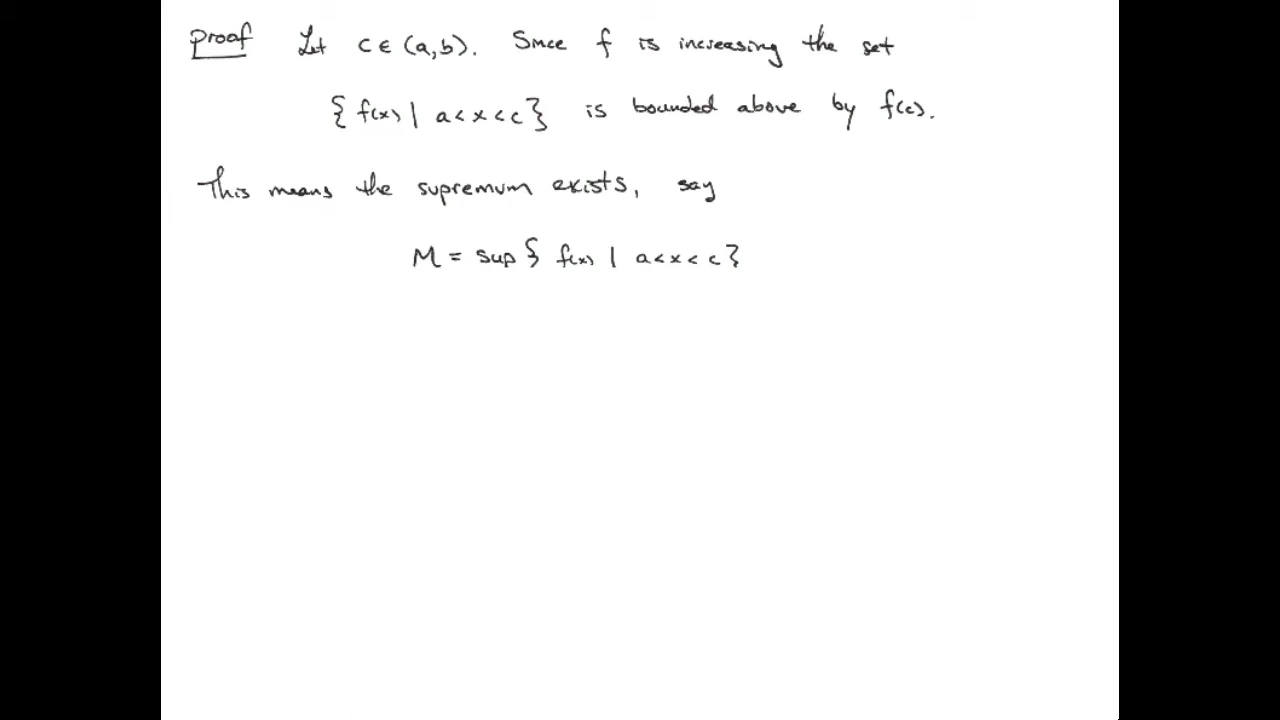 Proof Let c ∈ (a,b). Since f is increasing the set
{ f(x) | a < x < c } is bounded above by f(c).
This means the supremum exists, say
M = sup { f(x) | a < x < c }